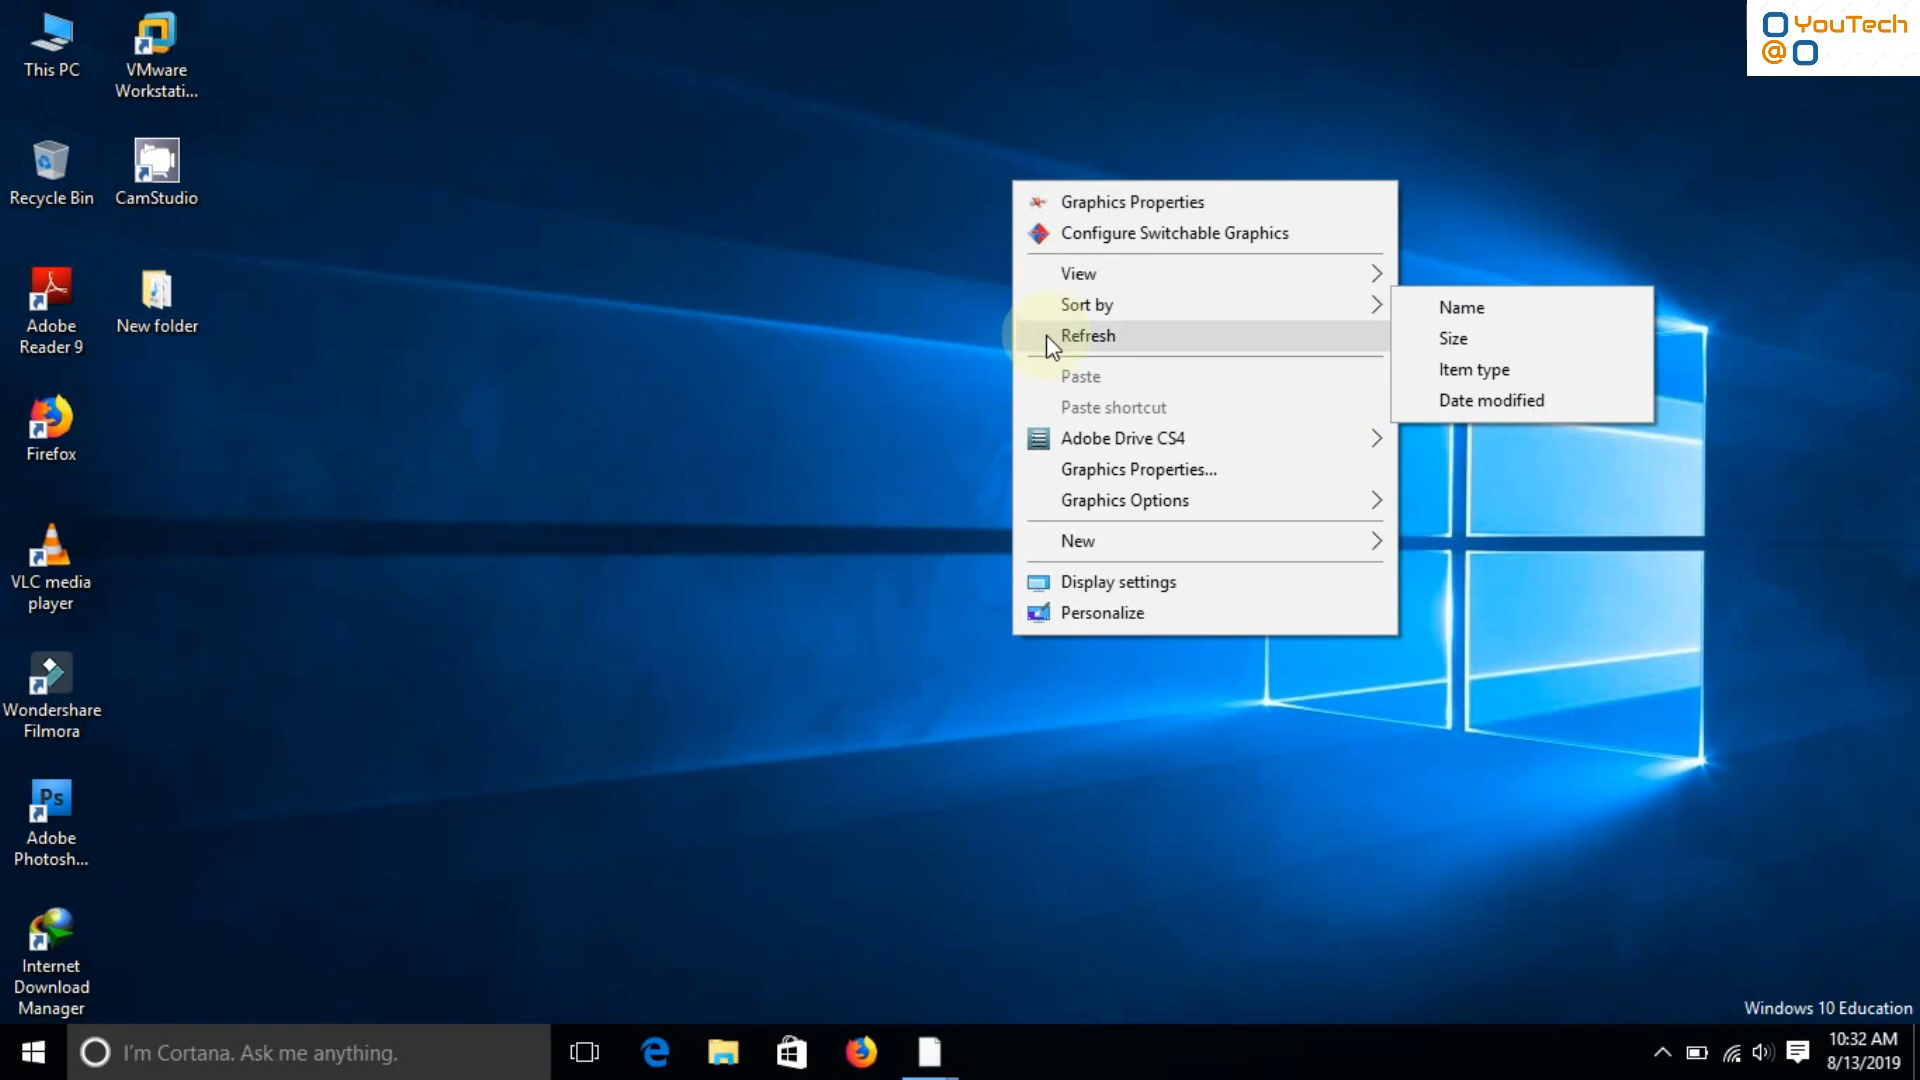 YouTech
@
This PC
VMware
Workstati...
Recycle Bin
CamStudio
Adobe
Reader 9
New folder
Firefox
VLC media
player
Wondershare
Filmora
Ps
Adobe
Photosh...
Internet
Download
Manager
Graphics Properties
Configure Switchable Graphics
View
Sort by
Refresh
Paste
Paste shortcut
Adobe Drive CS4
Graphics Properties...
Graphics Options
New
Display settings
Personalize
Name
Size
Item type
Date modified
Windows 10 Education
I'm Cortana. Ask me anything.
10:32 AM
8/13/2019